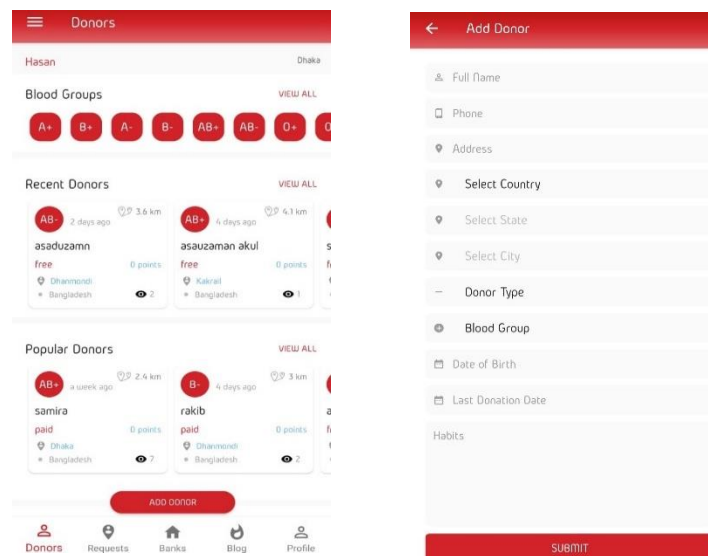 Donors
Hasan Dhaka
Blood Groups VIEW ALL
A+ B+ A- B- AB+ AB- O+ O
Recent Donors VIEW ALL
AB- 2 days ago 3.6 km AB+ 4 days ago 4.1 km
asaduzamn asauzaman akul s
free 0 points free 0 points f
Dhanmondi Kakrail
Bangladesh 2 Bangladesh 1
Popular Donors VIEW ALL
AB+ a week ago 2.4 km B- 4 days ago 3 km
samira rakib a
paid 0 points paid 0 points f
Dhaka Dhanmondi
Bangladesh 7 Bangladesh 2
ADD DONOR
Donors Requests Banks Blog Profile
Add Donor
Full Name
Phone
Address
Select Country
Select State
Select City
Donor Type
Blood Group
Date of Birth
Last Donation Date
Habits
SUBMIT